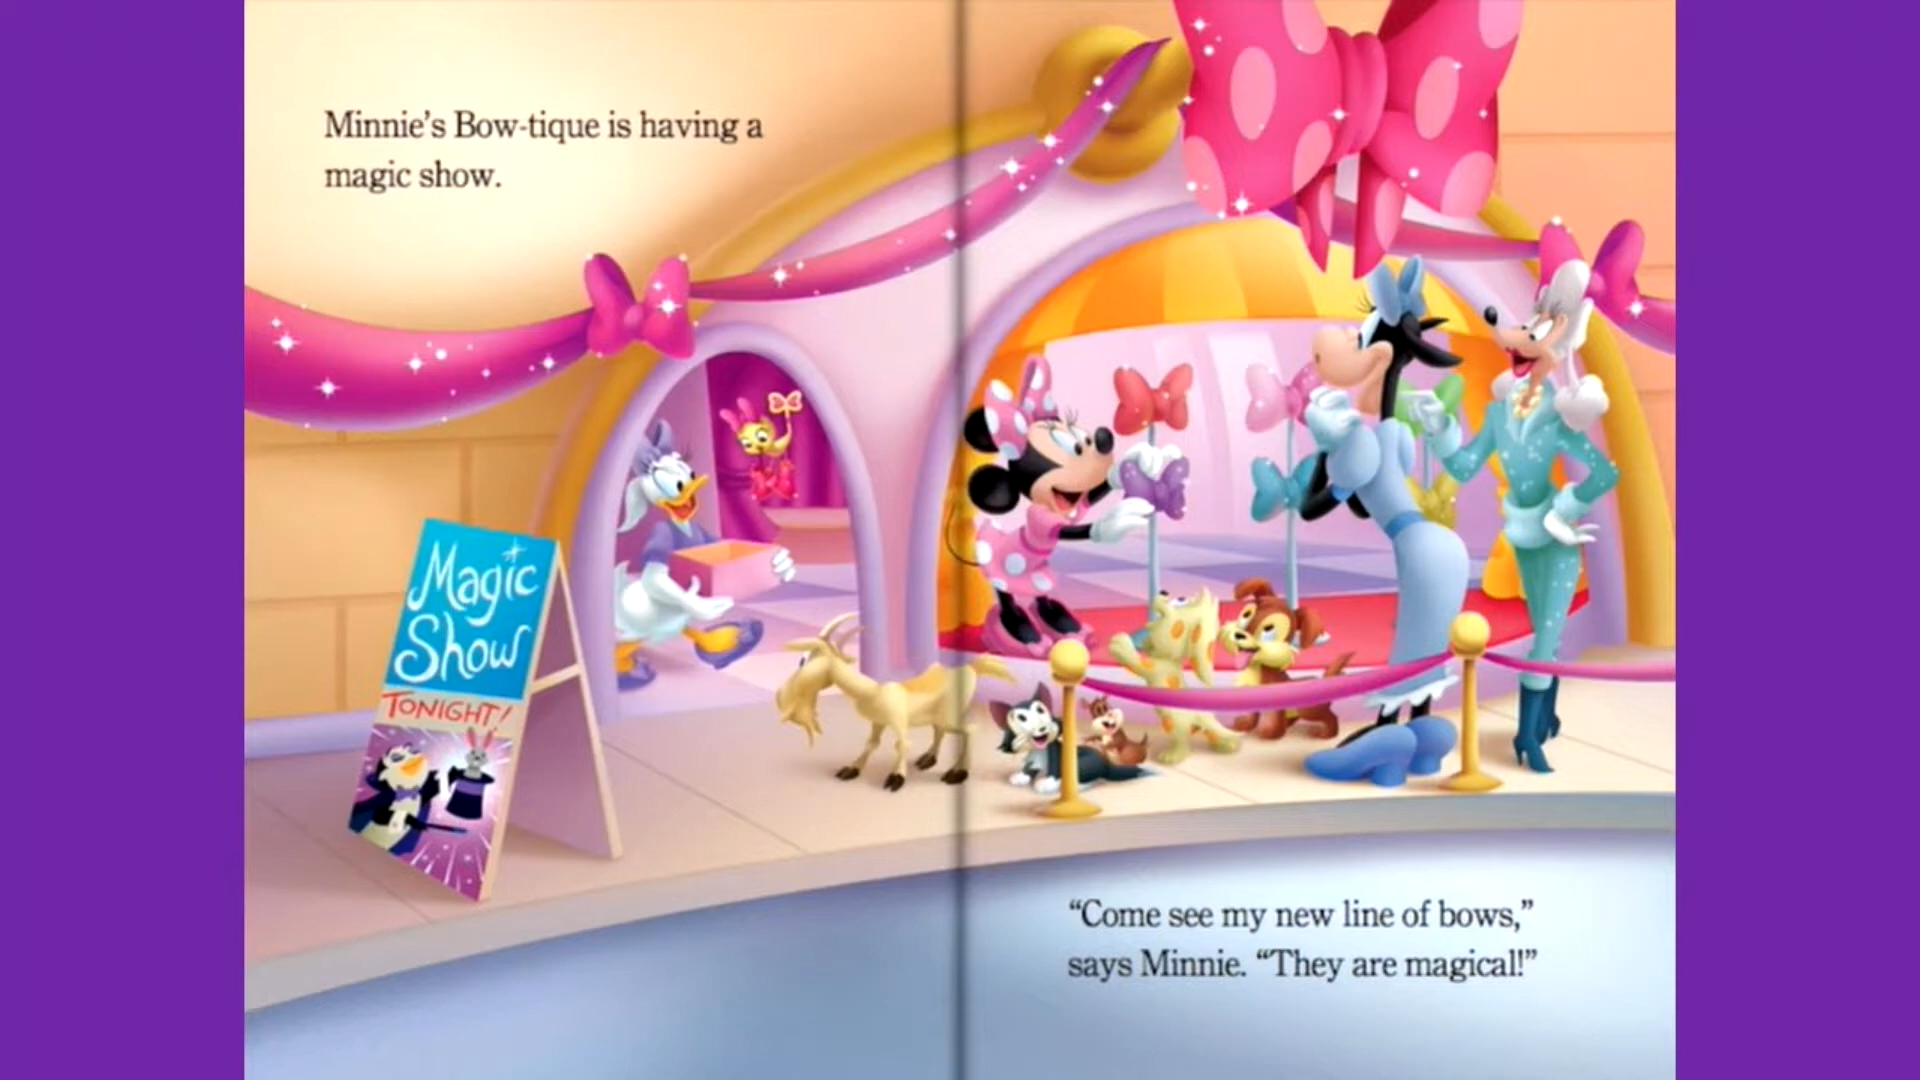 Minnie’s Bow-tique is having a
magic show.
Magic
Show
TONIGHT!
“Come see my new line of bows,”
says Minnie. “They are magical!”